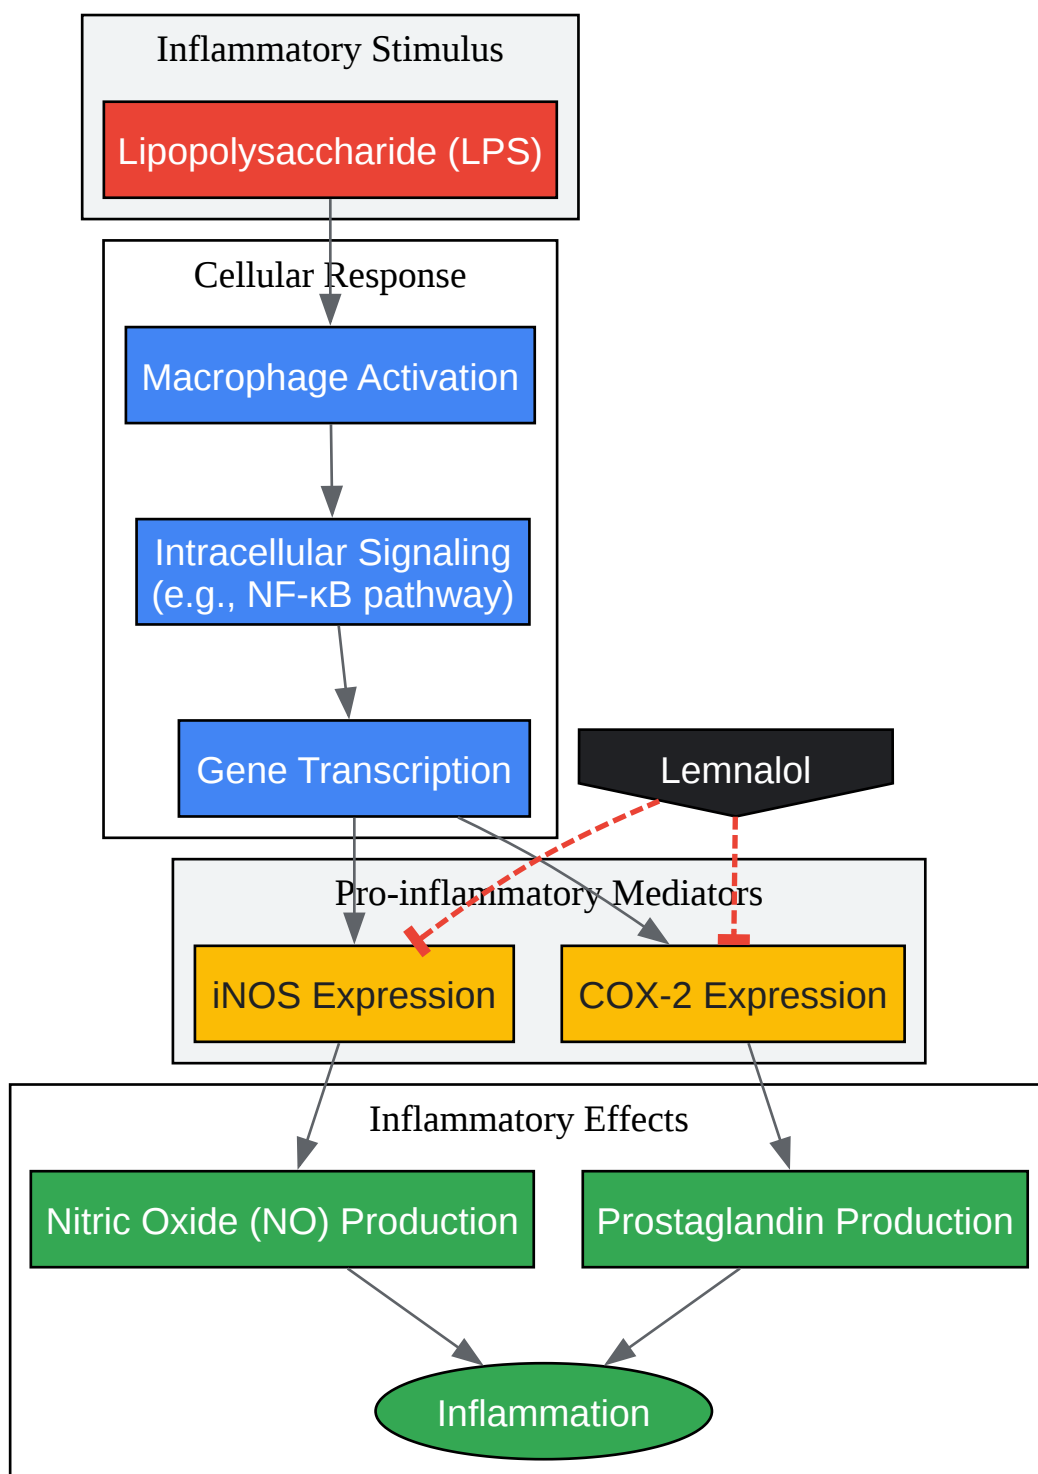 Inflammatory Stimulus
Lipopolysaccharide (LPS)
Cellular Response
Macrophage Activation
Intracellular Signaling
(e.g., NF-κB pathway)
Gene Transcription
Lemnalol
Pro-inflammatory Mediators
iNOS Expression
COX-2 Expression
Inflammatory Effects
Nitric Oxide (NO) Production
Prostaglandin Production
Inflammation